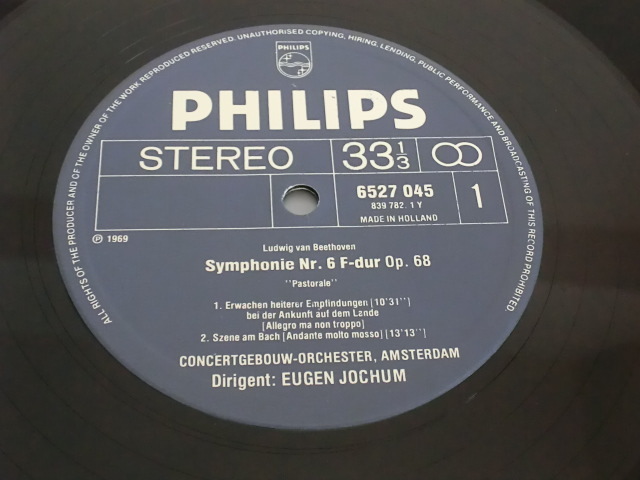 ALL RIGHTS OF THE PRODUCER AND OF THE OWNER OF THE WORK REPRODUCED RESERVED. UNAUTHORISED COPYING, HIRING, LENDING, PUBLIC PERFORMANCE AND BROADCASTING OF THIS RECORD PROHIBITED.
PHILIPS
PHILIPS
STEREO 33 1/3
6527 045 1
839 782. 1 Y
MADE IN HOLLAND
℗ 1969
Ludwig van Beethoven
Symphonie Nr. 6 F-dur Op. 68
"Pastorale"
1. Erwachen heiterer Empfindungen [10'31"]
bei der Ankunft auf dem Lande
[Allegro ma non troppo]
2. Szene am Bach [Andante molto mosso] [13'13"]
CONCERTGEBOUW-ORCHESTER, AMSTERDAM
Dirigent: EUGEN JOCHUM